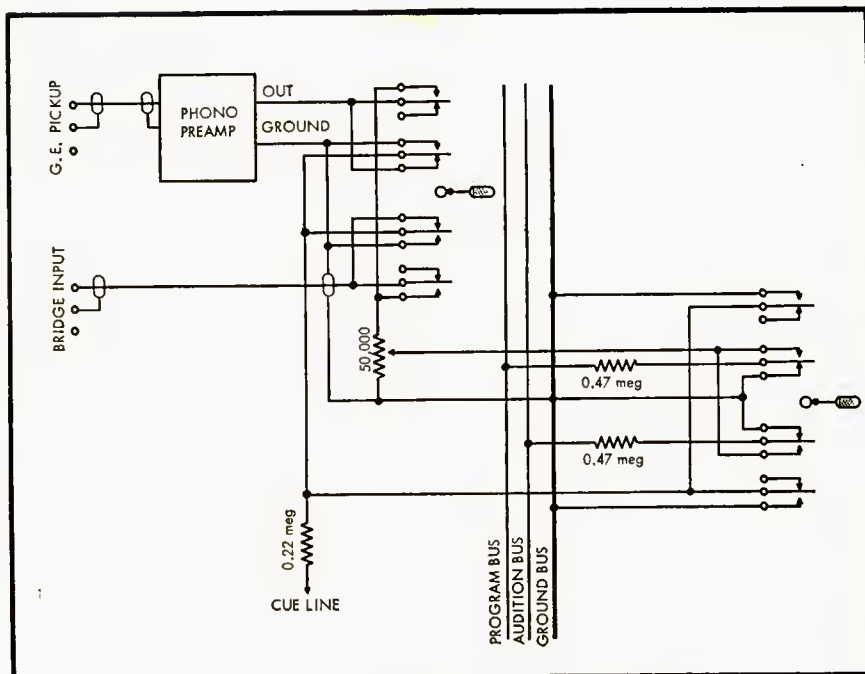 G.E. PICKUP
PHONO
PREAMP
OUT
GROUND
BRIDGE INPUT
50,000
0.47 meg
0.47 meg
0.22 meg
CUE LINE
PROGRAM BUS
AUDITION BUS
GROUND BUS